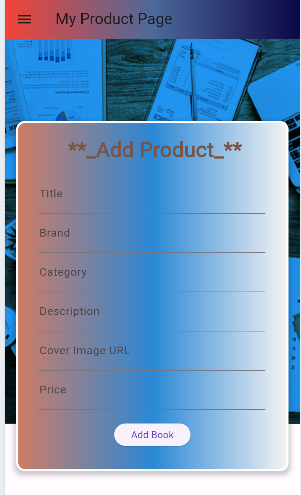 My Product Page
**_Add Product_**
Title
Brand
Category
Description
Cover Image URL
Price
Add Book